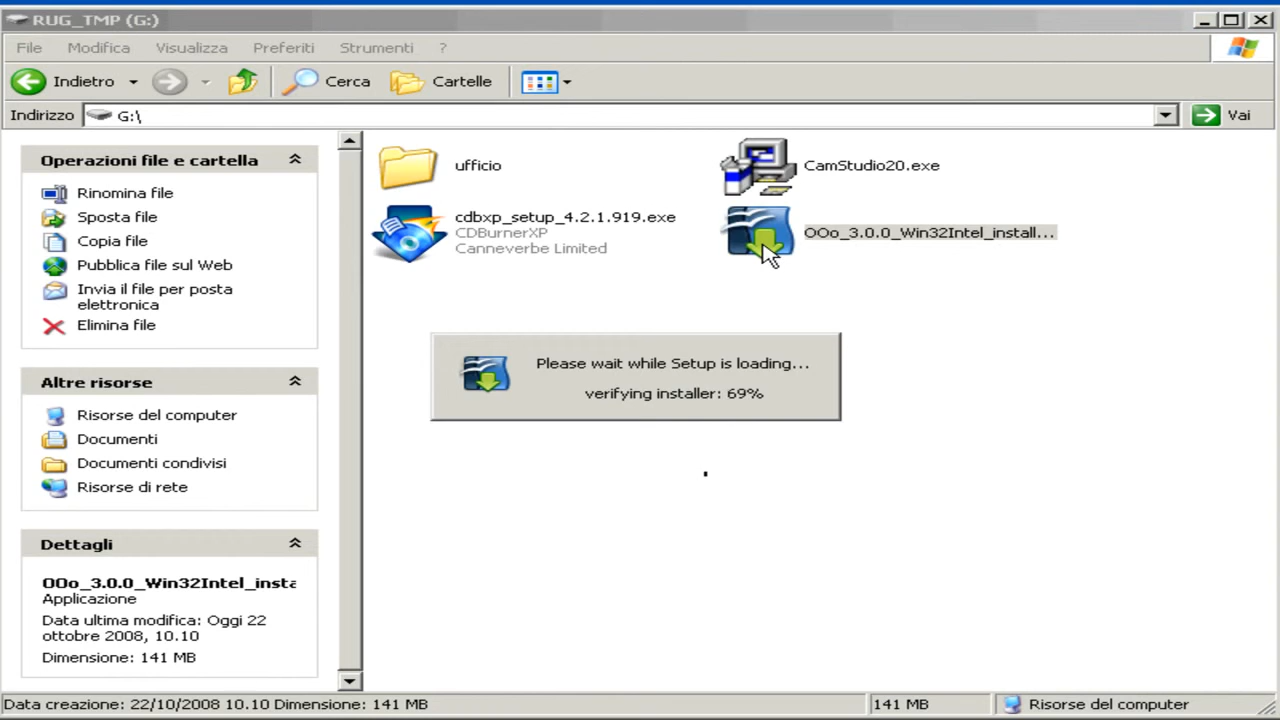 RUG_TMP (G:)
File Modifica Visualizza Preferiti Strumenti ?
Indietro Cerca Cartelle
Indirizzo G:\ Vai
Operazioni file e cartella
Rinomina file
Sposta file
Copia file
Pubblica file sul Web
Invia il file per posta
elettronica
Elimina file
Altre risorse
Risorse del computer
Documenti
Documenti condivisi
Risorse di rete
Dettagli
OOo_3.0.0_Win32Intel_insta
Applicazione
Data ultima modifica: Oggi 22
ottobre 2008, 10.10
Dimensione: 141 MB
ufficio
CamStudio20.exe
cdbxp_setup_4.2.1.919.exe
CDBurnerXP
Canneverbe Limited
OOo_3.0.0_Win32Intel_install...
Please wait while Setup is loading...
verifying installer: 69%
Data creazione: 22/10/2008 10.10 Dimensione: 141 MB 141 MB Risorse del computer